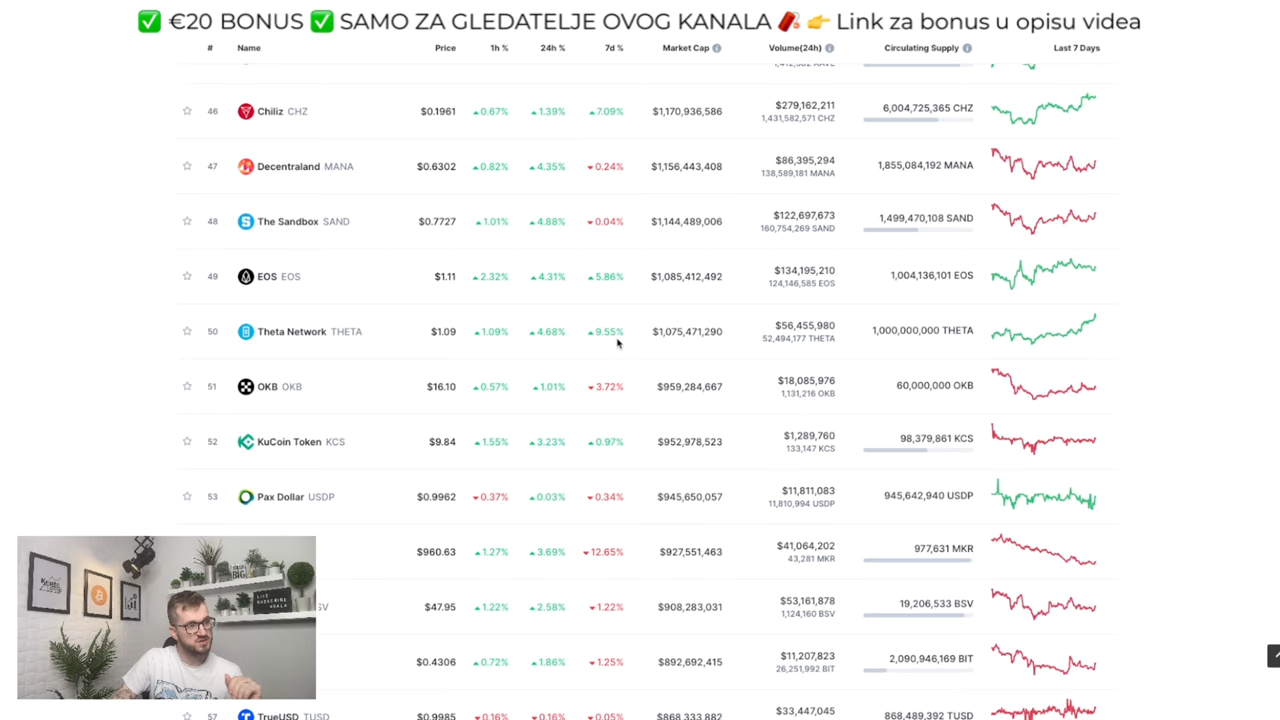 ✅ €20 BONUS ✅ SAMO ZA GLEDATELJE OVOG KANALA 🧨 👉 Link za bonus u opisu videa
# Name Price 1h % 24h % 7d % Market Cap Volume(24h) Circulating Supply Last 7 Days
46 Chiliz CHZ $0.1961 0.67% 1.39% 7.09% $1,170,936,586 $279,162,211 6,004,725,365 CHZ
1,431,582,571 CHZ
47 Decentraland MANA $0.6302 0.82% 4.35% 0.24% $1,156,443,408 $86,395,294 1,855,084,192 MANA
138,589,181 MANA
48 The Sandbox SAND $0.7727 1.01% 4.88% 0.04% $1,144,489,006 $122,697,673 1,499,470,108 SAND
160,754,269 SAND
49 EOS EOS $1.11 2.32% 4.31% 5.86% $1,085,412,492 $134,195,210 1,004,136,101 EOS
124,146,585 EOS
50 Theta Network THETA $1.09 1.09% 4.68% 9.55% $1,075,471,290 $56,455,980 1,000,000,000 THETA
52,494,177 THETA
51 OKB OKB $16.10 0.57% 1.01% 3.72% $959,284,667 $18,085,976 60,000,000 OKB
1,131,216 OKB
52 KuCoin Token KCS $9.84 1.55% 3.23% 0.97% $952,978,523 $1,289,760 98,379,861 KCS
133,147 KCS
53 Pax Dollar USDP $0.9962 0.37% 0.03% 0.34% $945,650,057 $11,811,083 945,642,940 USDP
11,810,994 USDP
$960.63 1.27% 3.69% 12.65% $927,551,463 $41,064,202 977,631 MKR
43,281 MKR
SV $47.95 1.22% 2.58% 1.22% $908,283,031 $53,161,878 19,206,533 BSV
1,124,160 BSV
$0.4306 0.72% 1.86% 1.25% $892,692,415 $11,207,823 2,090,946,169 BIT
26,251,992 BIT
57 TrueUSD TUSD $0.9985 0.16% 0.16% 0.05% $868,333,882 $33,447,045 868,489,392 TUSD